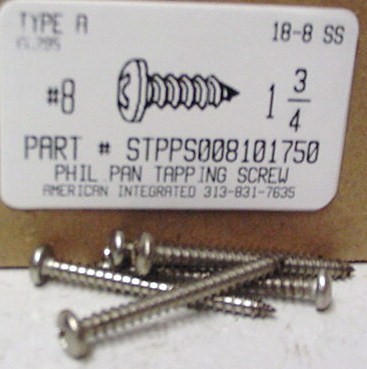 TYPE A
18-8 SS
#8
1 3/4
PART # STPPS008101750
PHIL PAN TAPPING SCREW
AMERICAN INTEGRATED 313-831-7635